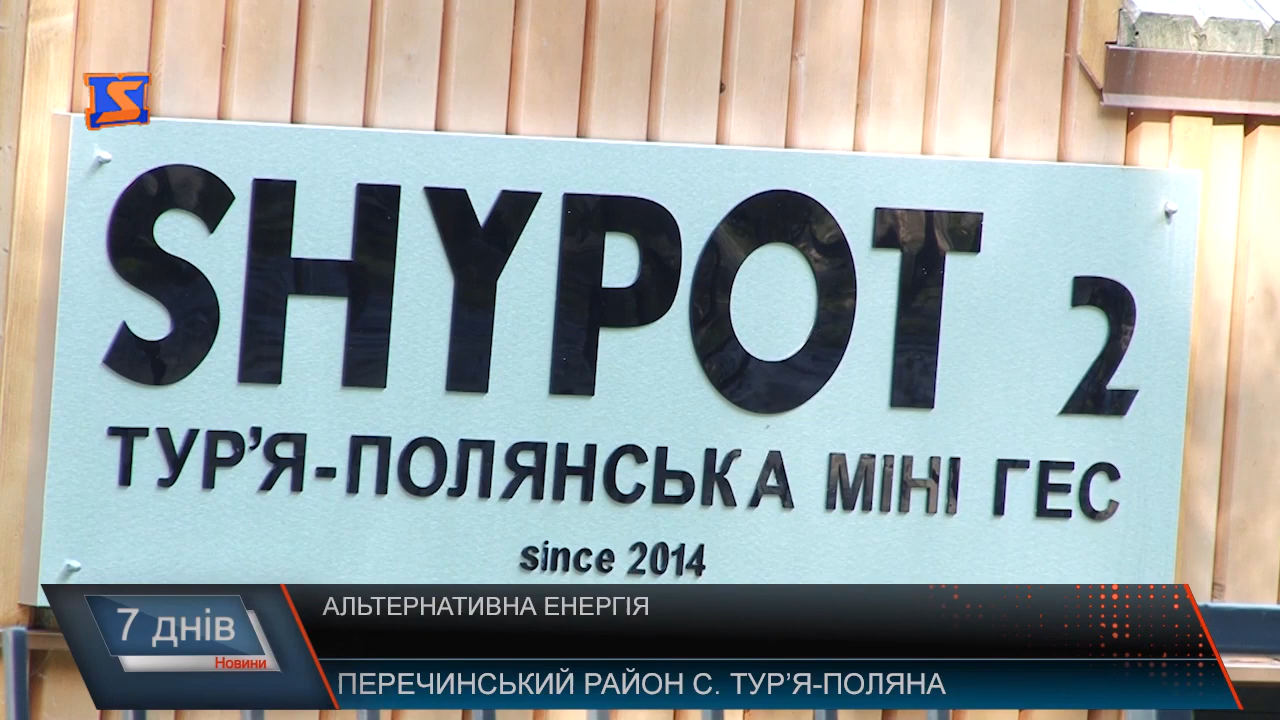 SHYPOT 2
ТУР’Я-ПОЛЯНСЬКА МІНІ ГЕС
since 2014
7 днів
Новини
АЛЬТЕРНАТИВНА ЕНЕРГІЯ
ПЕРЕЧИНСЬКИЙ РАЙОН С. ТУР’Я-ПОЛЯНА